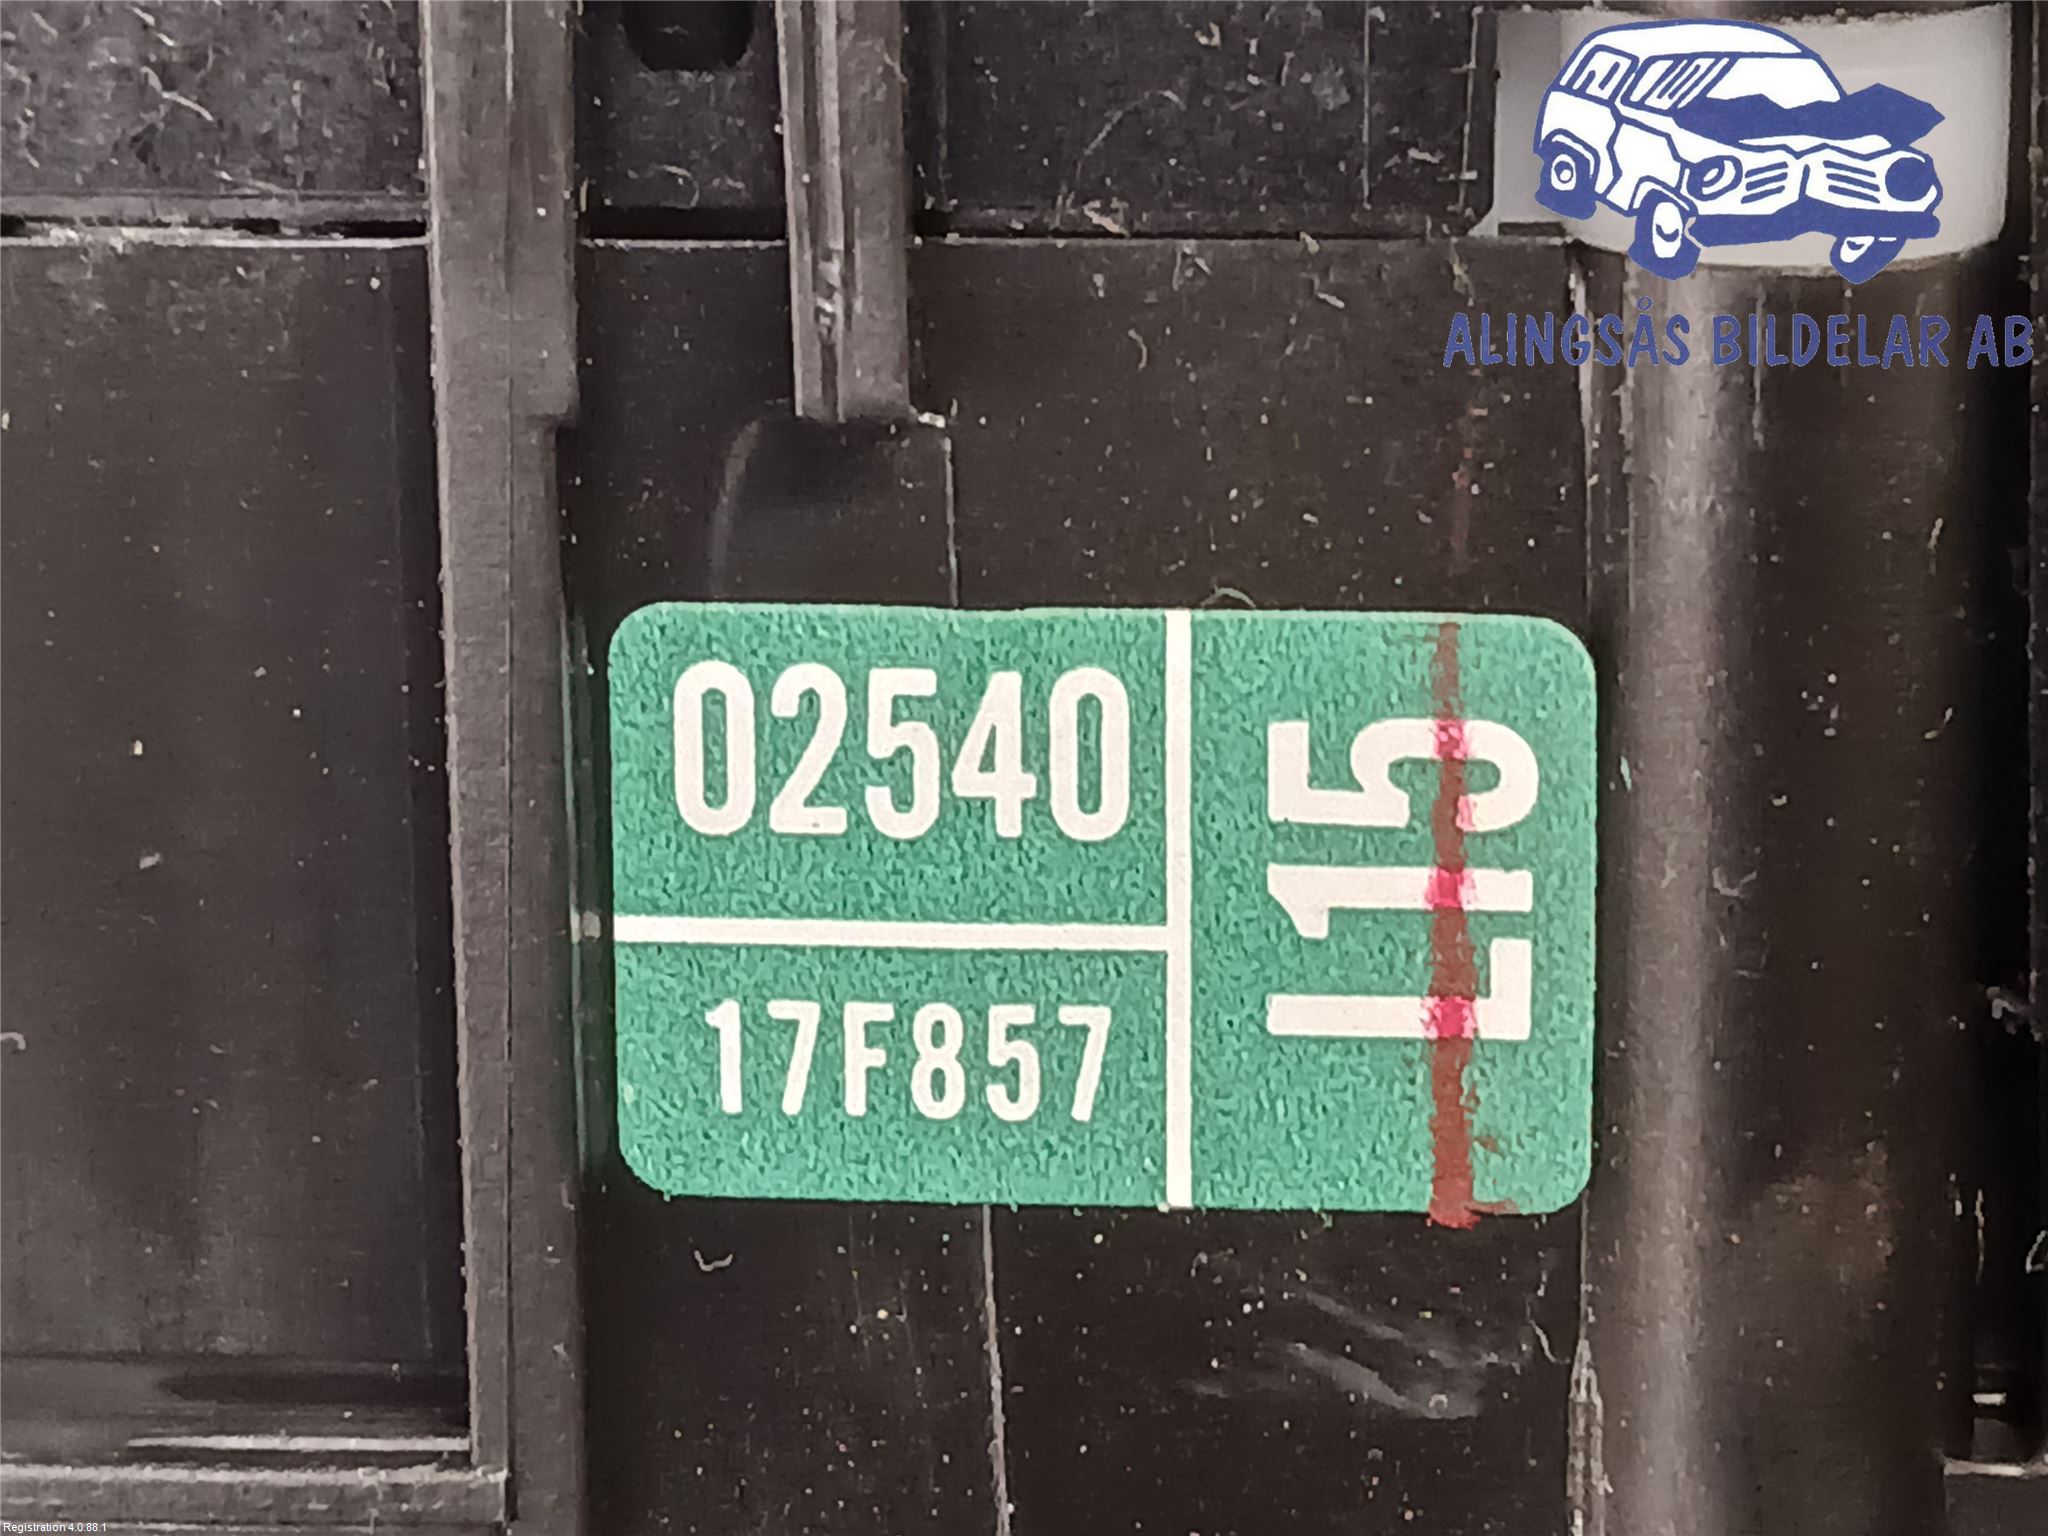 ALINGSÅS BILDELAR AB
02540
17F857
L15
Registration 4.0.88.1